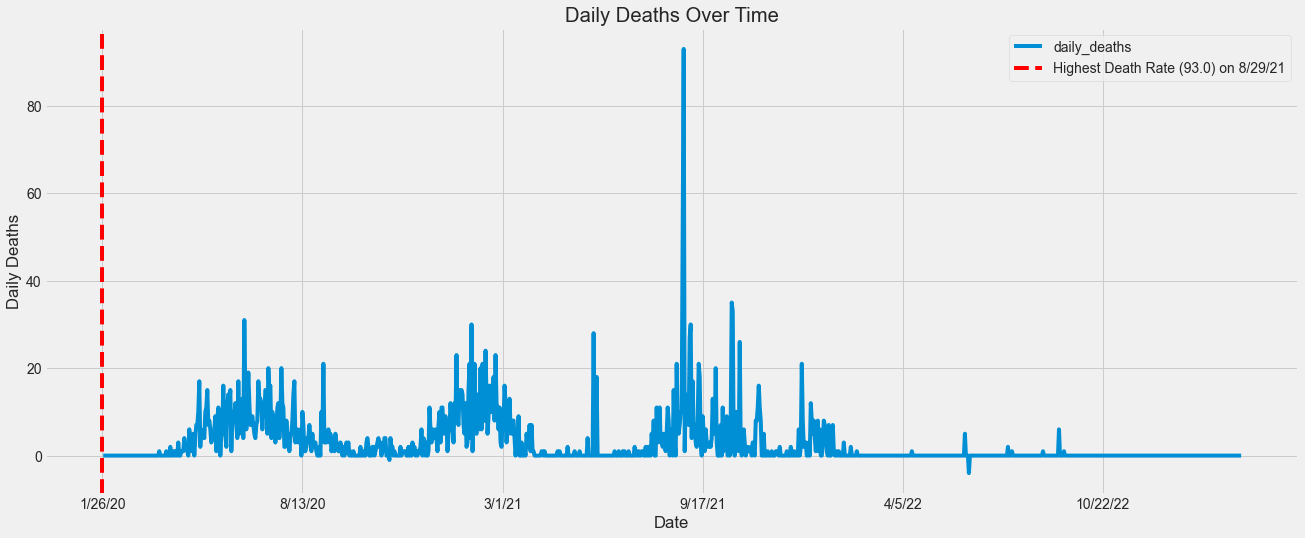 Daily Deaths Over Time
daily_deaths
Highest Death Rate (93.0) on 8/29/21
Daily Deaths
80
60
40
20
0
1/26/20 8/13/20 3/1/21 9/17/21 4/5/22 10/22/22
Date